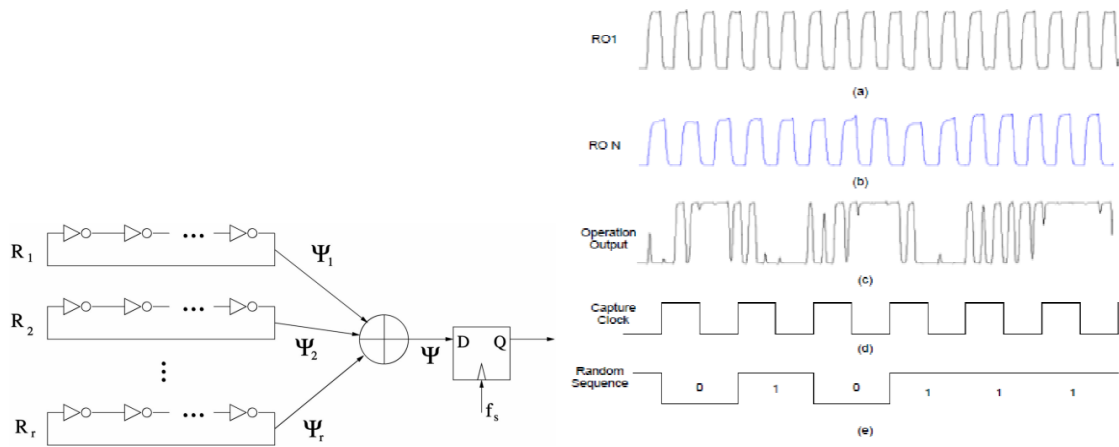 R₁
Ψ₁
R₂
Ψ₂
Ψ
D Q
fₛ
Rᵣ
Ψᵣ
RO1
(a)
RO N
(b)
Operation
Output
(c)
Capture
Clock
(d)
Random
Sequence
0 1 0 1 1 1
(e)